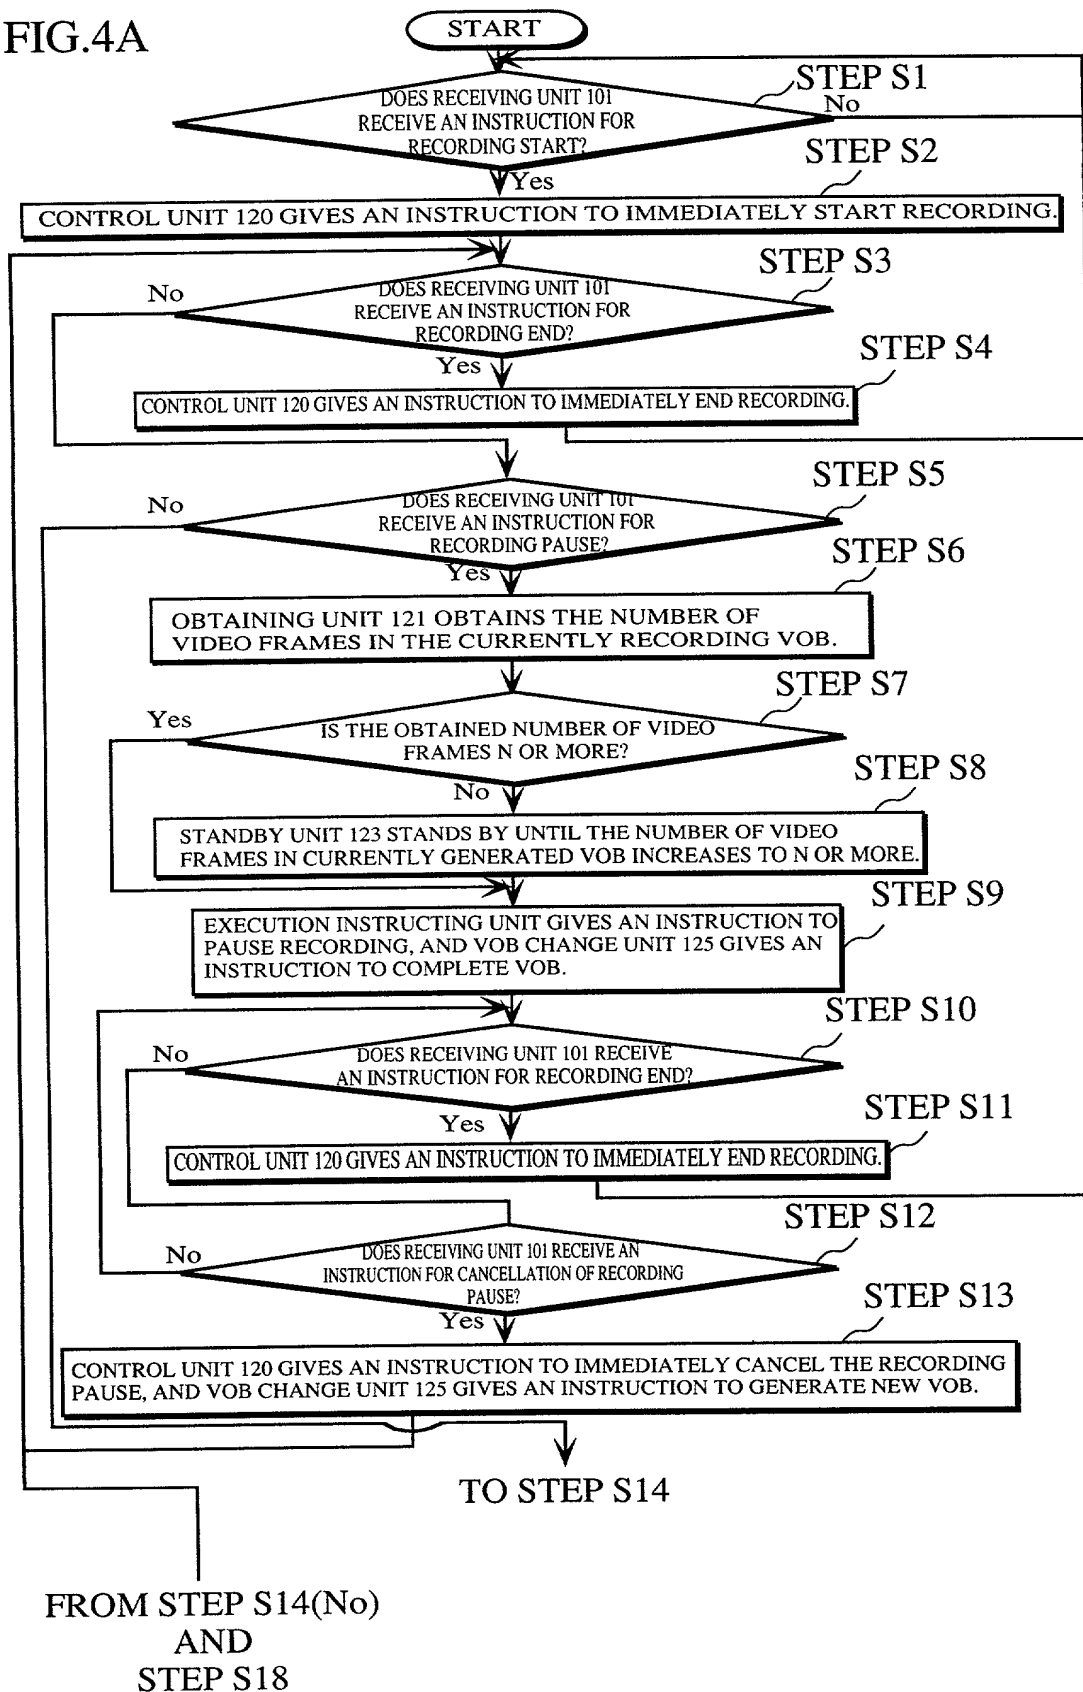 FIG.4A
START
STEP S1
DOES RECEIVING UNIT 101
RECEIVE AN INSTRUCTION FOR
RECORDING START?
No
Yes
STEP S2
CONTROL UNIT 120 GIVES AN INSTRUCTION TO IMMEDIATELY START RECORDING.
STEP S3
No
DOES RECEIVING UNIT 101
RECEIVE AN INSTRUCTION FOR
RECORDING END?
Yes
STEP S4
CONTROL UNIT 120 GIVES AN INSTRUCTION TO IMMEDIATELY END RECORDING.
STEP S5
No
DOES RECEIVING UNIT 101
RECEIVE AN INSTRUCTION FOR
RECORDING PAUSE?
Yes
STEP S6
OBTAINING UNIT 121 OBTAINS THE NUMBER OF
VIDEO FRAMES IN THE CURRENTLY RECORDING VOB.
STEP S7
Yes
IS THE OBTAINED NUMBER OF VIDEO
FRAMES N OR MORE?
No
STEP S8
STANDBY UNIT 123 STANDS BY UNTIL THE NUMBER OF VIDEO
FRAMES IN CURRENTLY GENERATED VOB INCREASES TO N OR MORE.
STEP S9
EXECUTION INSTRUCTING UNIT GIVES AN INSTRUCTION TO
PAUSE RECORDING, AND VOB CHANGE UNIT 125 GIVES AN
INSTRUCTION TO COMPLETE VOB.
STEP S10
No
DOES RECEIVING UNIT 101 RECEIVE
AN INSTRUCTION FOR RECORDING END?
Yes
STEP S11
CONTROL UNIT 120 GIVES AN INSTRUCTION TO IMMEDIATELY END RECORDING.
STEP S12
No
DOES RECEIVING UNIT 101 RECEIVE AN
INSTRUCTION FOR CANCELLATION OF RECORDING
PAUSE?
Yes
STEP S13
CONTROL UNIT 120 GIVES AN INSTRUCTION TO IMMEDIATELY CANCEL THE RECORDING
PAUSE, AND VOB CHANGE UNIT 125 GIVES AN INSTRUCTION TO GENERATE NEW VOB.
TO STEP S14
FROM STEP S14(No)
AND
STEP S18